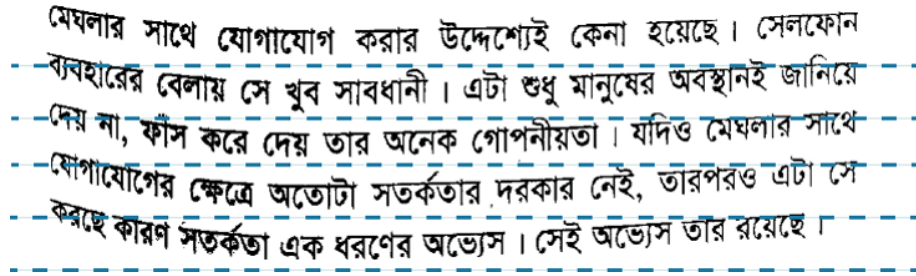 মেঘলার সাথে যোগাযোগ করার উদ্দেশ্যেই কেনা হয়েছে। সেলফোন
ব্যবহারের বেলায় সে খুব সাবধানী। এটা শুধু মানুষের অবস্থানই জানিয়ে
দেয় না, ফাঁস করে দেয় তার অনেক গোপনীয়তা। যদিও মেঘলার সাথে
যোগাযোগের ক্ষেত্রে অতোটা সতর্কতার দরকার নেই, তারপরও এটা সে
করছে কারণ সতর্কতা এক ধরণের অভ্যেস। সেই অভ্যেস তার রয়েছে।